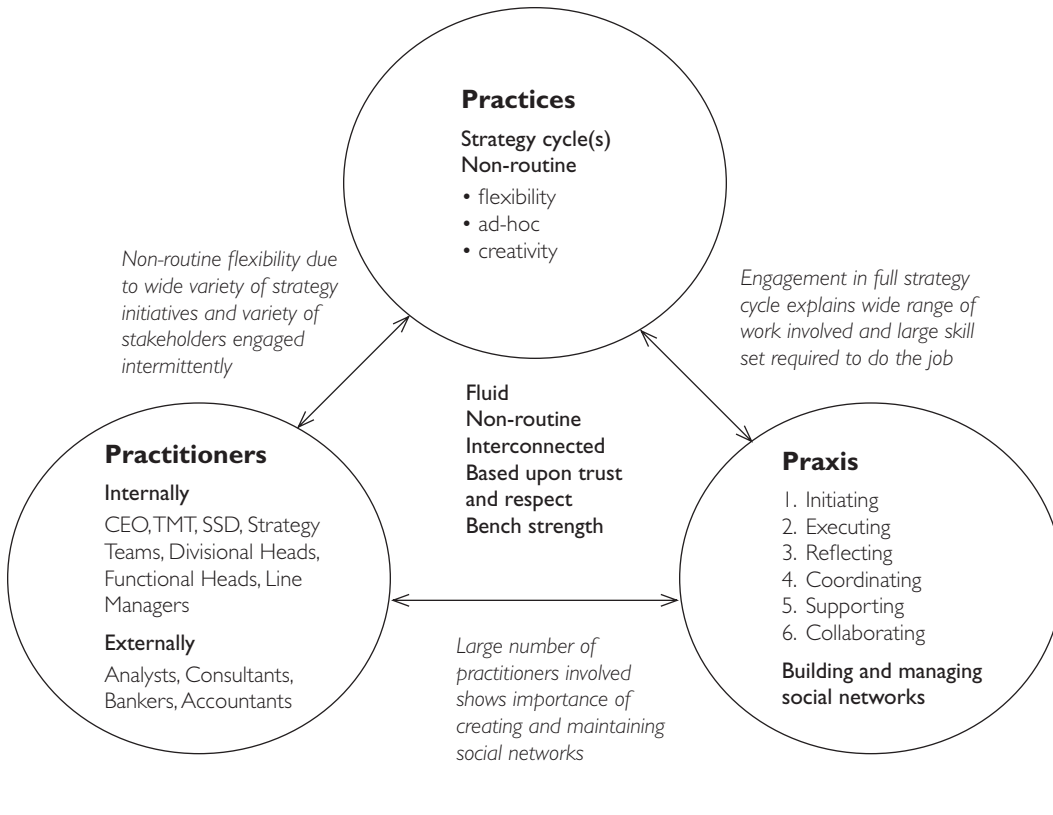 Practices
Strategy cycle(s)
Non-routine
• flexibility
• ad-hoc
• creativity
Non-routine flexibility due
to wide variety of strategy
initiatives and variety of
stakeholders engaged
intermittently
Engagement in full strategy
cycle explains wide range of
work involved and large skill
set required to do the job
Fluid
Non-routine
Interconnected
Based upon trust
and respect
Bench strength
Practitioners
Internally
CEO, TMT, SSD, Strategy
Teams, Divisional Heads,
Functional Heads, Line
Managers
Externally
Analysts, Consultants,
Bankers, Accountants
Praxis
1. Initiating
2. Executing
3. Reflecting
4. Coordinating
5. Supporting
6. Collaborating
Building and managing
social networks
Large number of
practitioners involved
shows importance of
creating and maintaining
social networks